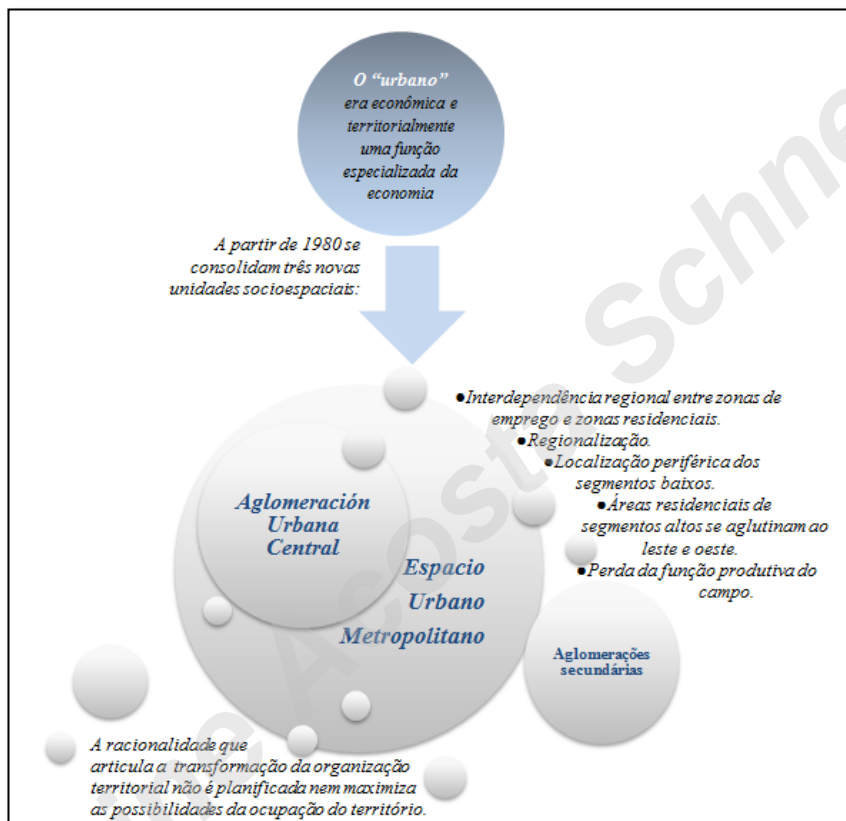 O “urbano”
era econômica e
territorialmente
uma função
especializada da
economia
A partir de 1980 se
consolidam três novas
unidades socioespaciais:
●Interdependência regional entre zonas de
emprego e zonas residenciais.
●Regionalização.
●Localização periférica dos
segmentos baixos.
●Áreas residenciais de
segmentos altos se aglutinam ao
leste e oeste.
●Perda da função produtiva do
campo.
Aglomeración
Urbana
Central
Espacio
Urbano
Metropolitano
Aglomerações
secundárias
A racionalidade que
articula a transformação da organização
territorial não é planificada nem maximiza
as possibilidades da ocupação do território.
ine Acosta Schne